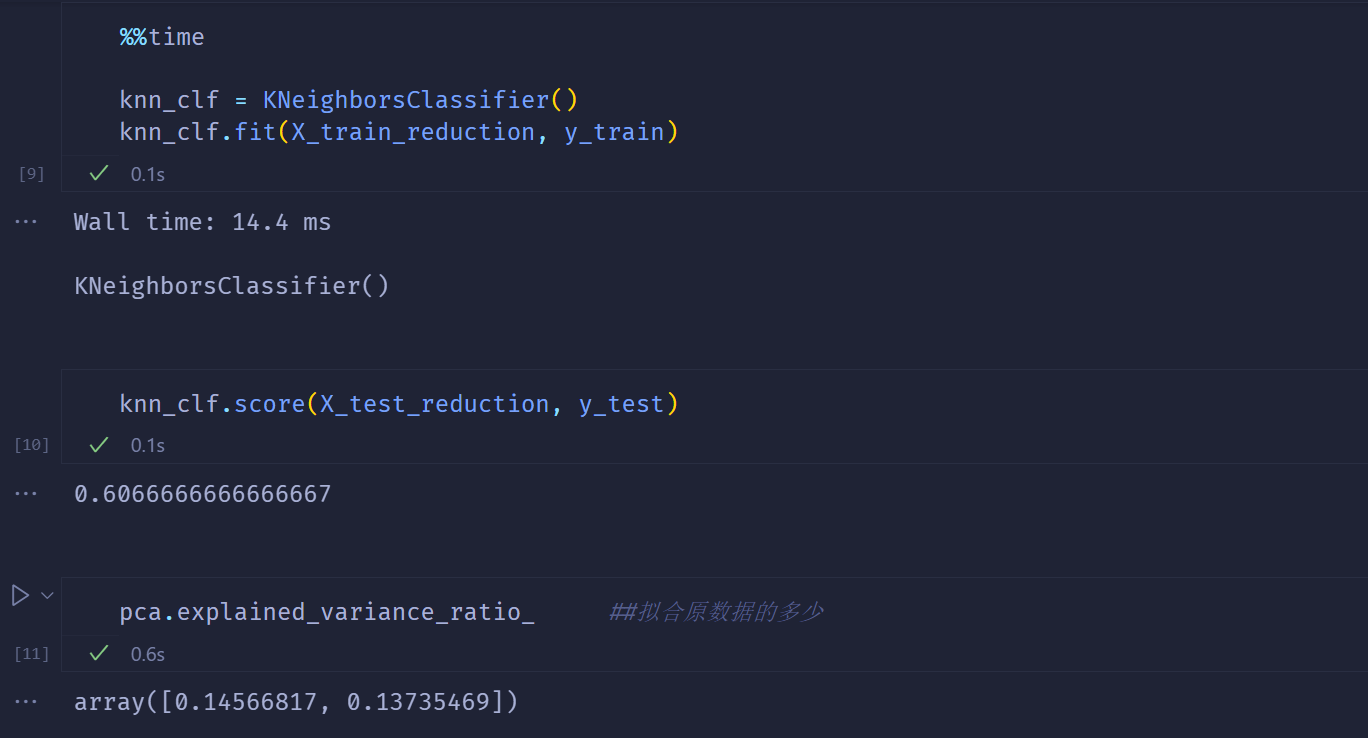 %%time
knn_clf = KNeighborsClassifier()
knn_clf.fit(X_train_reduction, y_train)
[9]
0.1s
Wall time: 14.4 ms
KNeighborsClassifier()
knn_clf.score(X_test_reduction, y_test)
[10]
0.1s
0.6066666666666667
pca.explained_variance_ratio_ ##拟合原数据的多少
[11]
0.6s
array([0.14566817, 0.13735469])